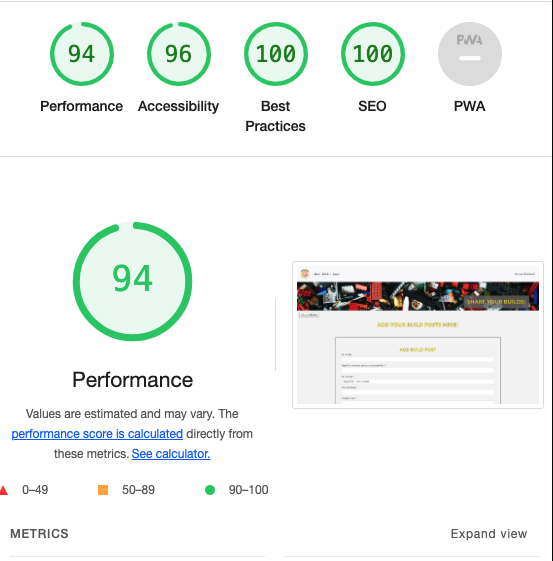 94
96
100
100
PWA
Performance
Accessibility
Best
Practices
SEO
PWA
94
Performance
Values are estimated and may vary. The
performance score is calculated directly from
these metrics. See calculator.
0–49
50–89
90–100
SHARE YOUR BUILDS!
ADD YOUR BUILD POSTS HERE!
ADD BUILD POST
METRICS
Expand view